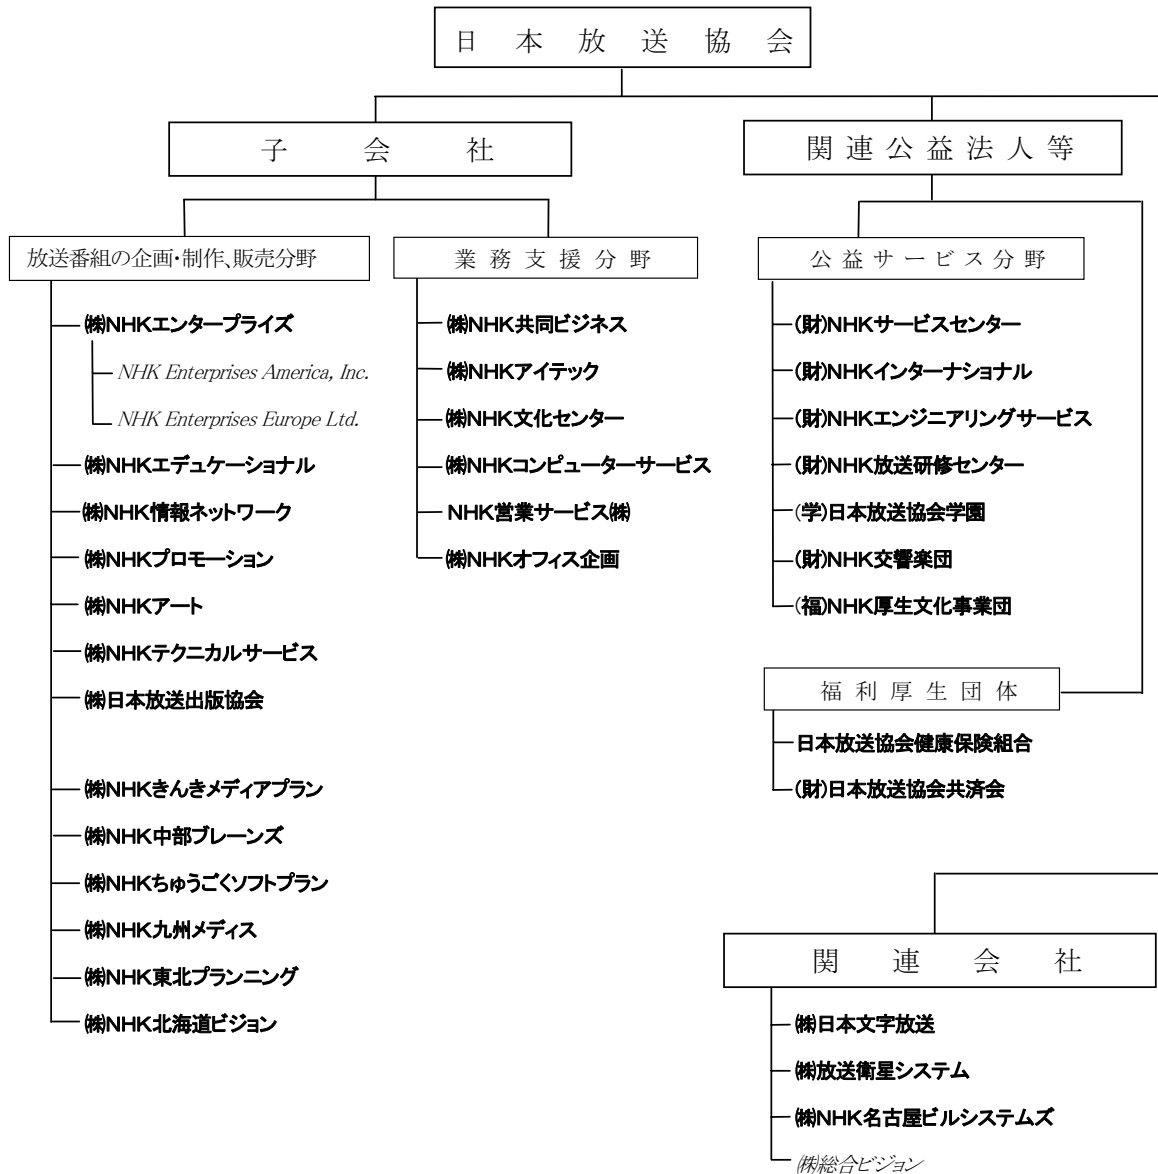 日本放送協会
子会社
関連公益法人等
放送番組の企画・制作、販売分野
㈱NHKエンタープライズ
NHK Enterprises America, Inc.
NHK Enterprises Europe Ltd.
㈱NHKエデュケーショナル
㈱NHK情報ネットワーク
㈱NHKプロモーション
㈱NHKアート
㈱NHKテクニカルサービス
㈱日本放送出版協会
㈱NHKきんきメディアプラン
㈱NHK中部ブレーンズ
㈱NHKちゅうごくソフトプラン
㈱NHK九州メディス
㈱NHK東北プランニング
㈱NHK北海道ビジョン
業務支援分野
㈱NHK共同ビジネス
㈱NHKアイテック
㈱NHK文化センター
㈱NHKコンピューターサービス
NHK営業サービス㈱
㈱NHKオフィス企画
公益サービス分野
(財)NHKサービスセンター
(財)NHKインターナショナル
(財)NHKエンジニアリングサービス
(財)NHK放送研修センター
(学)日本放送協会学園
(財)NHK交響楽団
(福)NHK厚生文化事業団
福利厚生団体
日本放送協会健康保険組合
(財)日本放送協会共済会
関連会社
㈱日本文字放送
㈱放送衛星システム
㈱NHK名古屋ビルシステムズ
㈱総合ビジョン